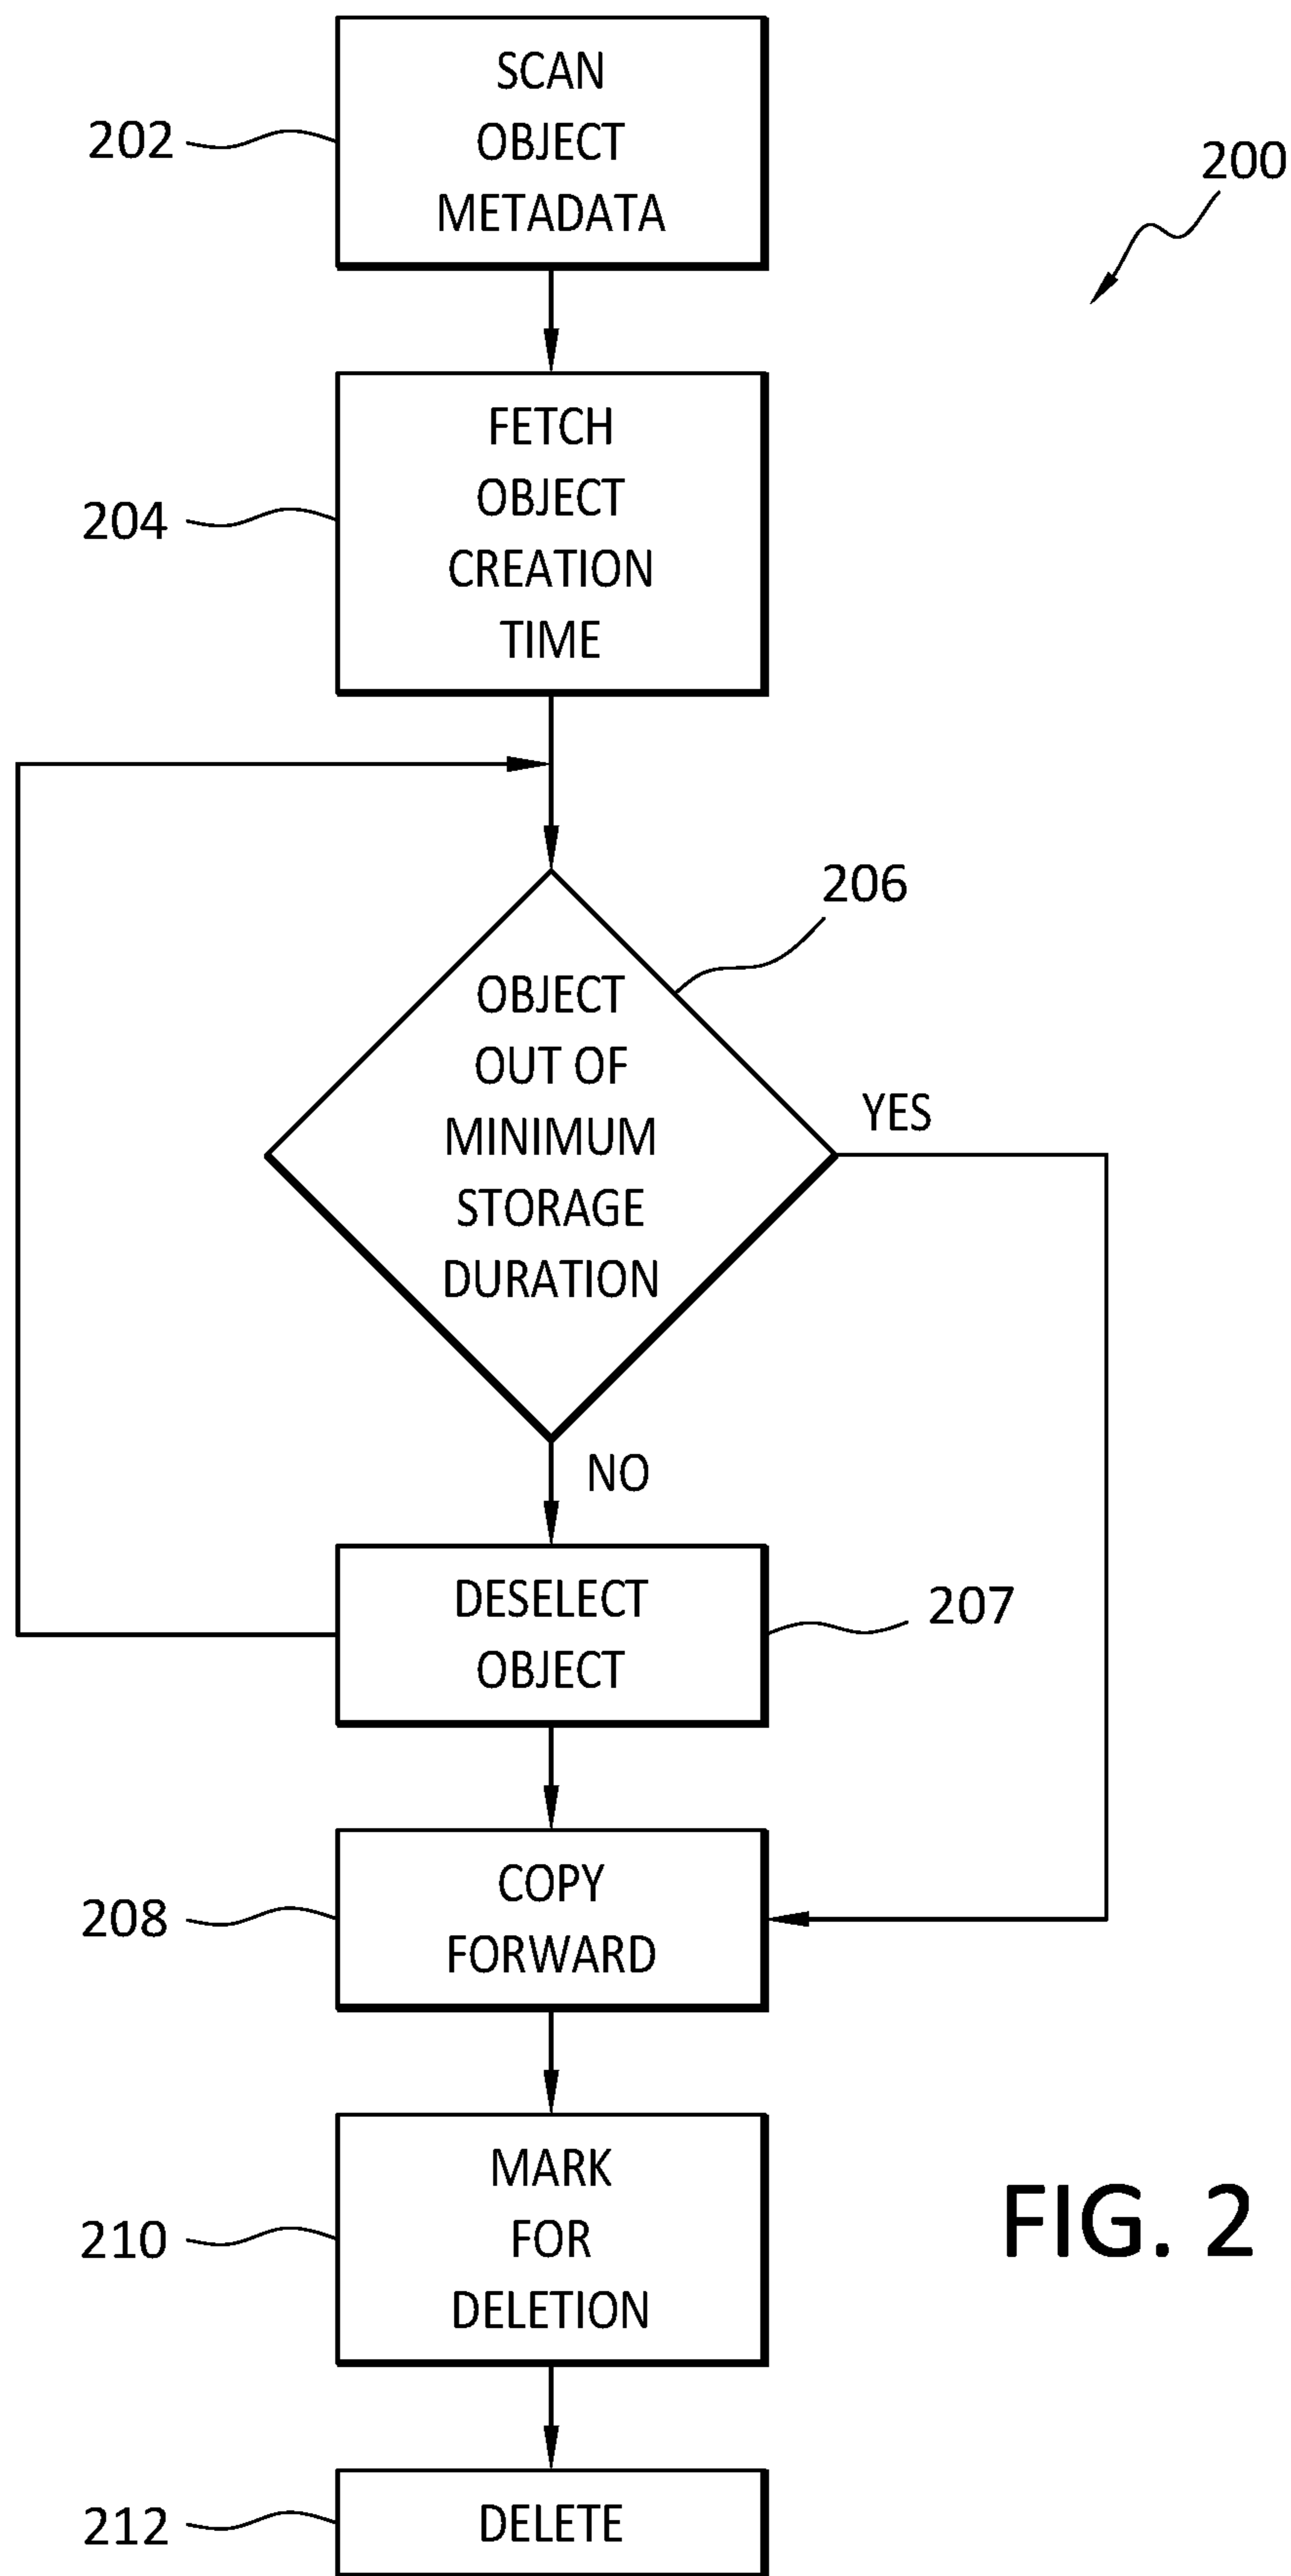 SCAN
OBJECT
METADATA
202
200
FETCH
OBJECT
CREATION
TIME
204
206
OBJECT
OUT OF
MINIMUM
STORAGE
DURATION
YES
NO
DESELECT
OBJECT
207
COPY
FORWARD
208
MARK
FOR
DELETION
210
FIG. 2
DELETE
212